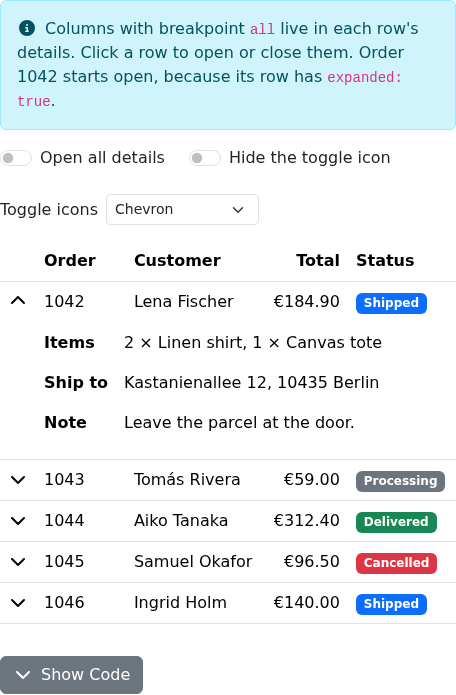 Columns with breakpoint all live in each row's
details. Click a row to open or close them. Order
1042 starts open, because its row has expanded:
true.
Open all details Hide the toggle icon
Toggle icons Chevron
Order Customer Total Status
1042 Lena Fischer €184.90 Shipped
Items 2 × Linen shirt, 1 × Canvas tote
Ship to Kastanienallee 12, 10435 Berlin
Note Leave the parcel at the door.
1043 Tomás Rivera €59.00 Processing
1044 Aiko Tanaka €312.40 Delivered
1045 Samuel Okafor €96.50 Cancelled
1046 Ingrid Holm €140.00 Shipped
Show Code